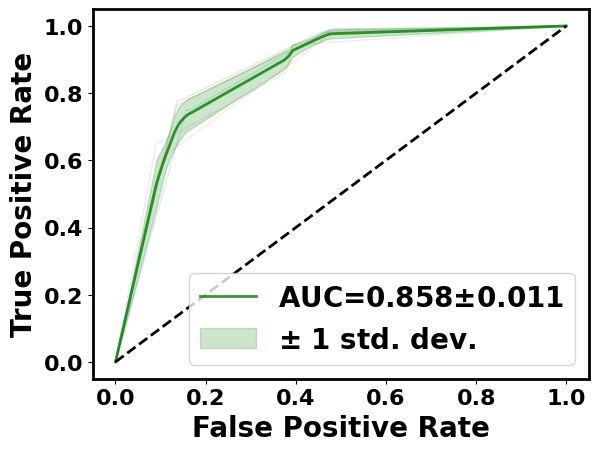 1.0
0.8
0.6
0.4
0.2
0.0
True Positive Rate
AUC=0.858±0.011
± 1 std. dev.
0.0 0.2 0.4 0.6 0.8 1.0
False Positive Rate